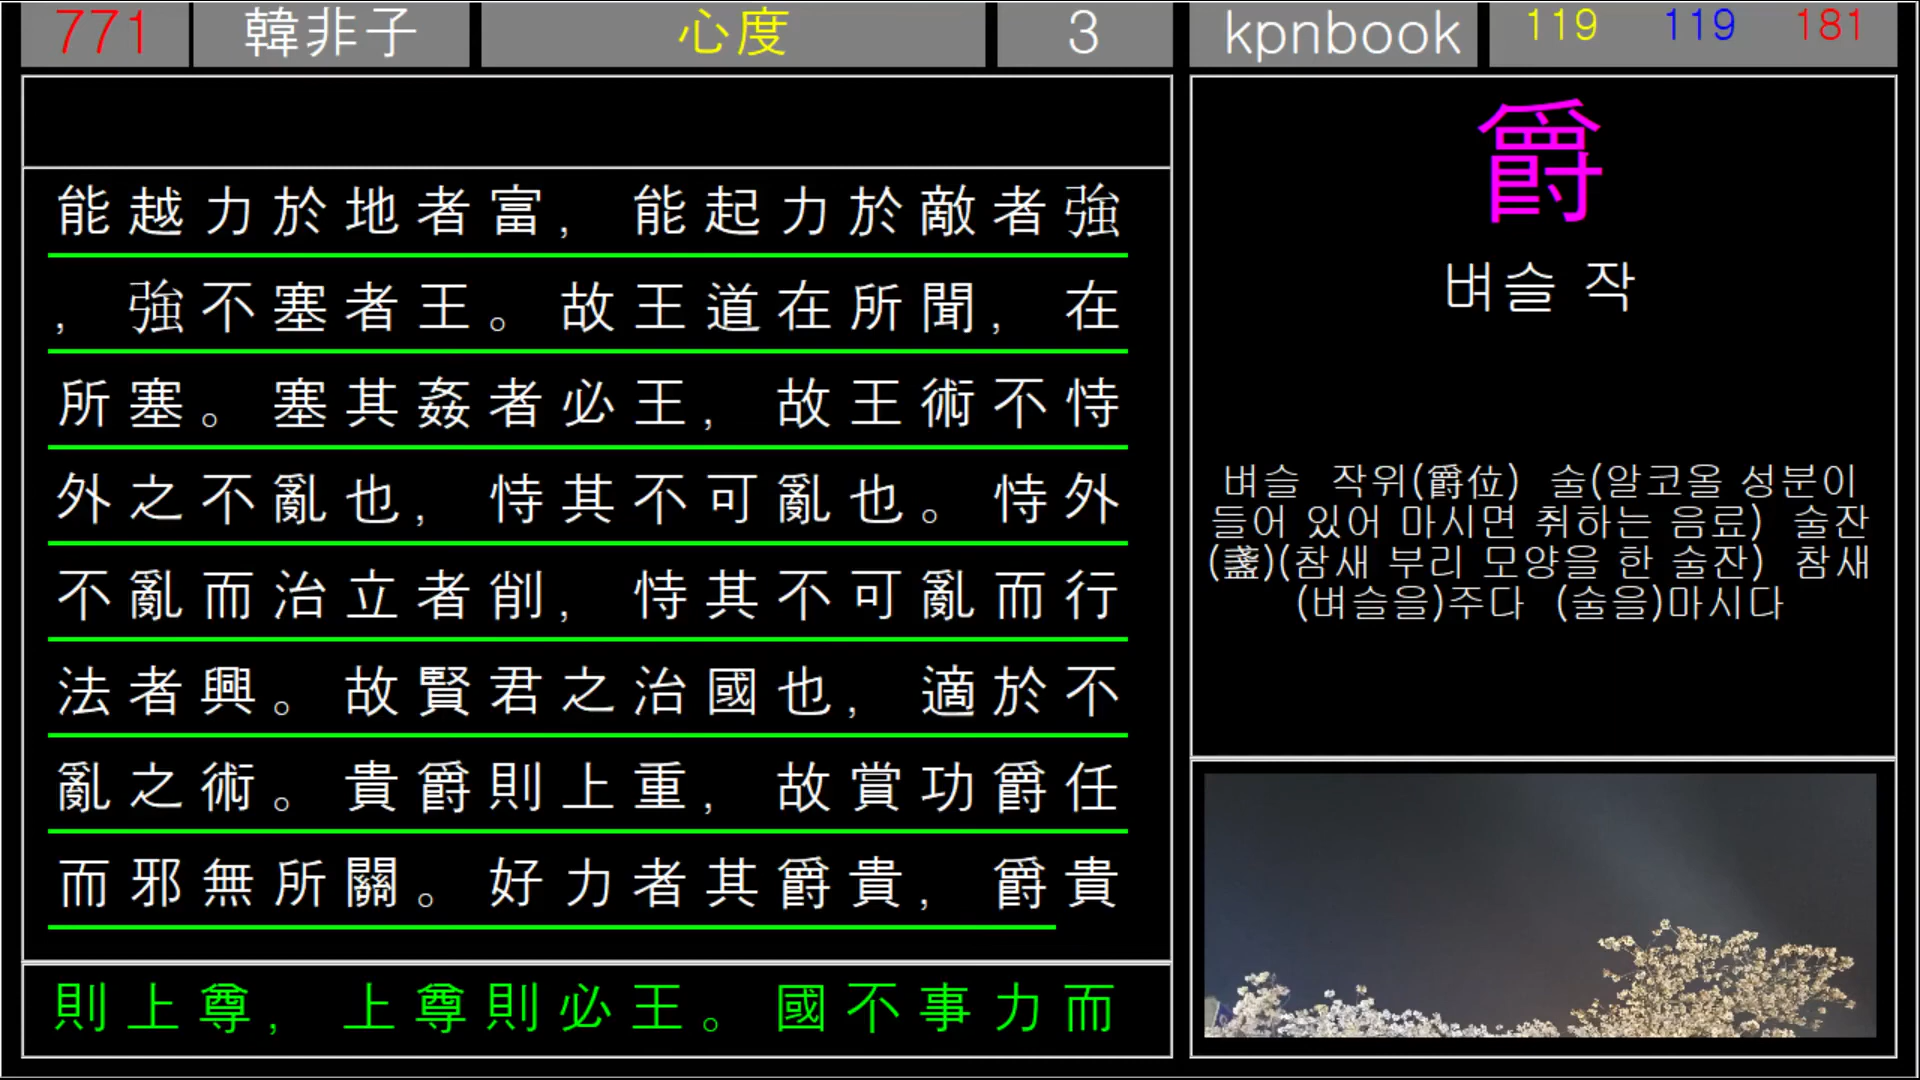 771 韓非子 心度 3 kpnbook 119 119 181
能越力於地者富, 能起力於敵者強
, 強不塞者王。故王道在所聞, 在
所塞。塞其姦者必王, 故王術不恃
外之不亂也, 恃其不可亂也。恃外
不亂而治立者削, 恃其不可亂而行
法者興。故賢君之治國也, 適於不
亂之術。貴爵則上重, 故賞功爵任
而邪無所關。好力者其爵貴, 爵貴
則上尊, 上尊則必王。國不事力而
爵
벼슬 작
벼슬 작위(爵位) 술(알코올 성분이
들어 있어 마시면 취하는 음료) 술잔
(盞)(참새 부리 모양을 한 술잔) 참새
(벼슬을)주다 (술을)마시다